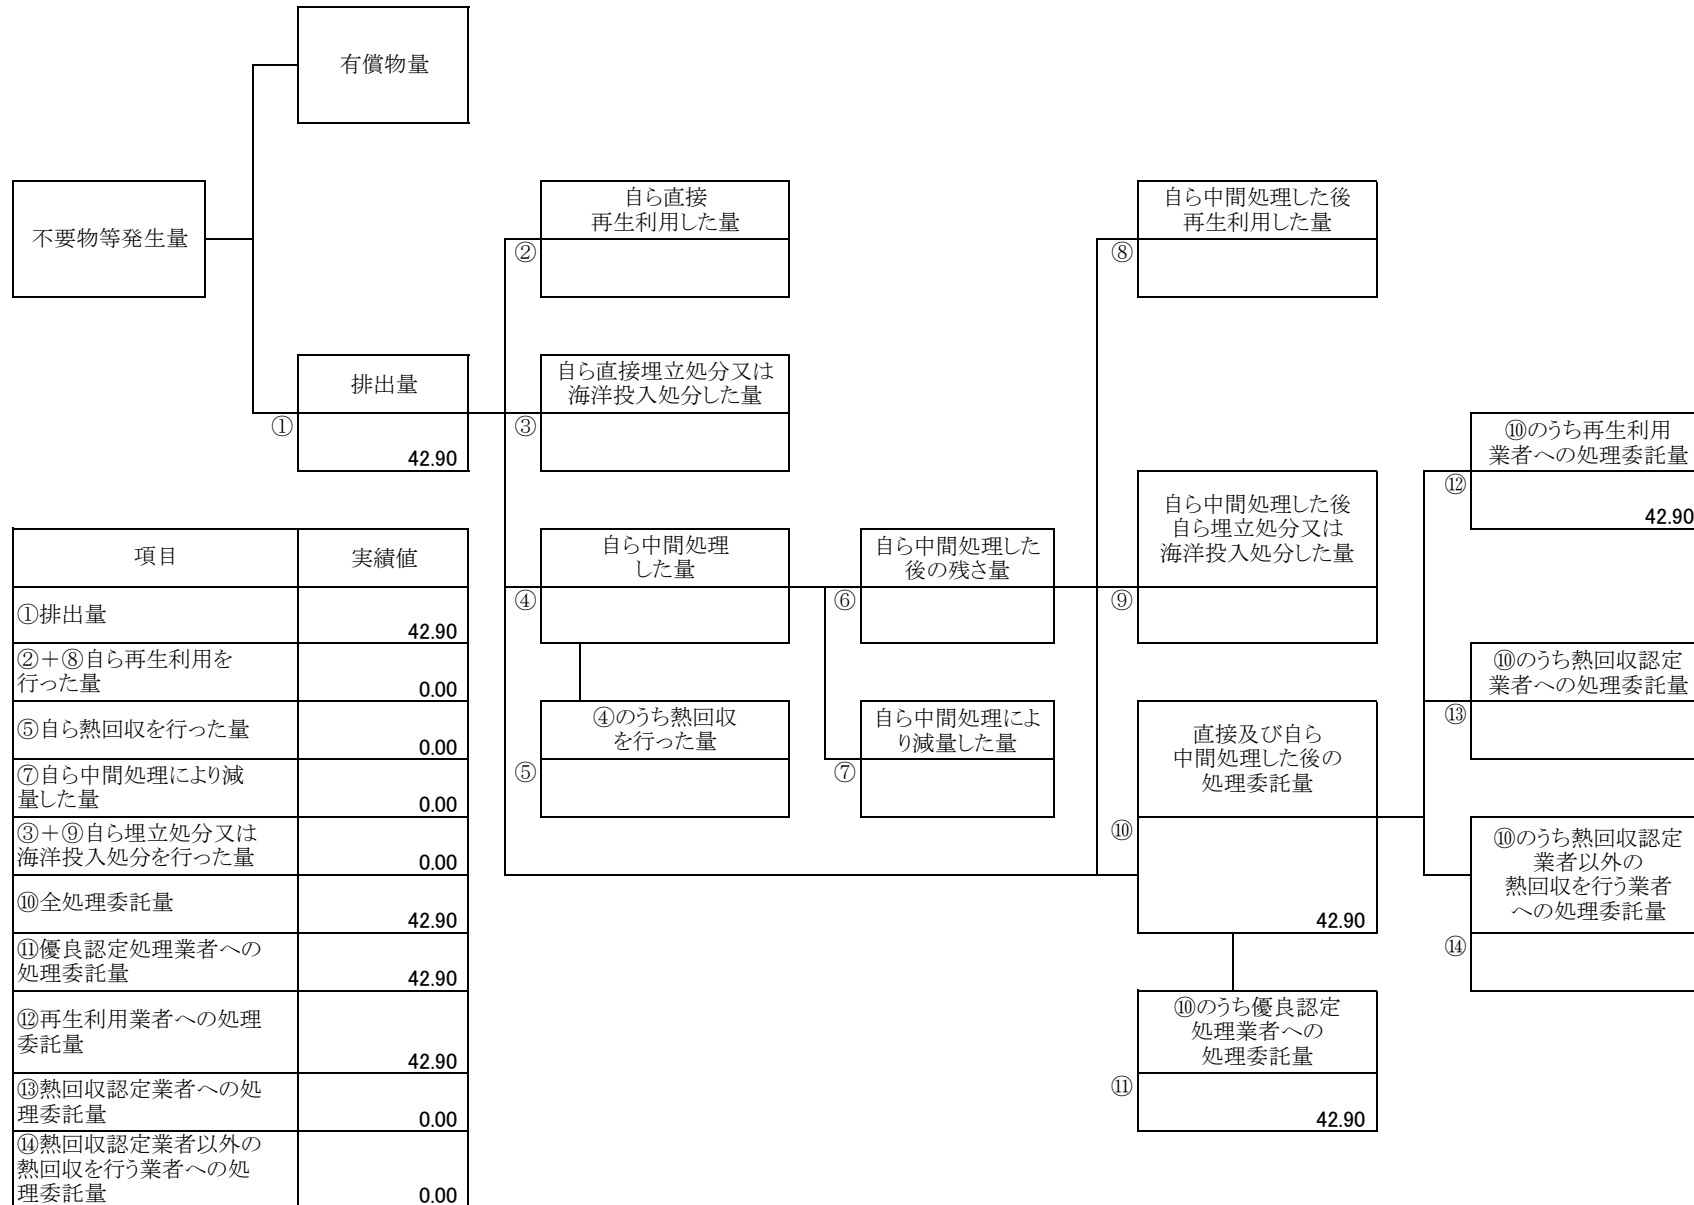 有償物量
不要物等発生量
自ら直接
再生利用した量
②
自ら中間処理した後
再生利用した量
⑧
排出量
①
42.90
自ら直接埋立処分又は
海洋投入処分した量
③
⑩のうち再生利用
業者への処理委託量
⑫
42.90
自ら中間処理
した量
④
自ら中間処理した
後の残さ量
⑥
自ら中間処理した後
自ら埋立処分又は
海洋投入処分した量
⑨
⑩のうち熱回収認定
業者への処理委託量
⑬
④のうち熱回収
を行った量
⑤
自ら中間処理によ
り減量した量
⑦
直接及び自ら
中間処理した後の
処理委託量
⑩
42.90
⑩のうち熱回収認定
業者以外の
熱回収を行う業者
への処理委託量
⑭
⑩のうち優良認定
処理業者への
処理委託量
⑪
42.90
項目 実績値
①排出量 42.90
②+⑧自ら再生利用を
行った量 0.00
⑤自ら熱回収を行った量 0.00
⑦自ら中間処理により減
量した量 0.00
③+⑨自ら埋立処分又は
海洋投入処分を行った量 0.00
⑩全処理委託量 42.90
⑪優良認定処理業者への
処理委託量 42.90
⑫再生利用業者への処理
委託量 42.90
⑬熱回収認定業者への処
理委託量 0.00
⑭熱回収認定業者以外の
熱回収を行う業者への処
理委託量 0.00